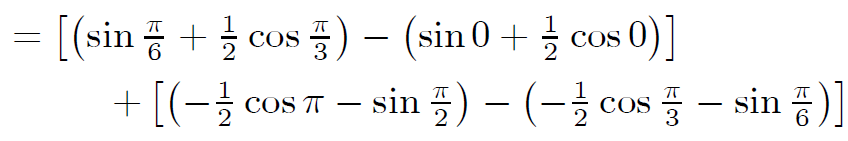 = [(sin π/6 + 1/2 cos π/3) − (sin 0 + 1/2 cos 0)]
+ [(−1/2 cos π − sin π/2) − (−1/2 cos π/3 − sin π/6)]